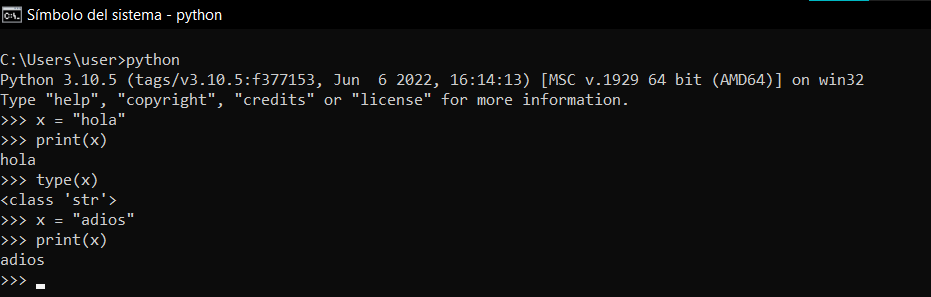 Símbolo del sistema - python
C:\Users\user>python
Python 3.10.5 (tags/v3.10.5:f377153, Jun  6 2022, 16:14:13) [MSC v.1929 64 bit (AMD64)] on win32
Type "help", "copyright", "credits" or "license" for more information.
>>> x = "hola"
>>> print(x)
hola
>>> type(x)
<class 'str'>
>>> x = "adios"
>>> print(x)
adios
>>>